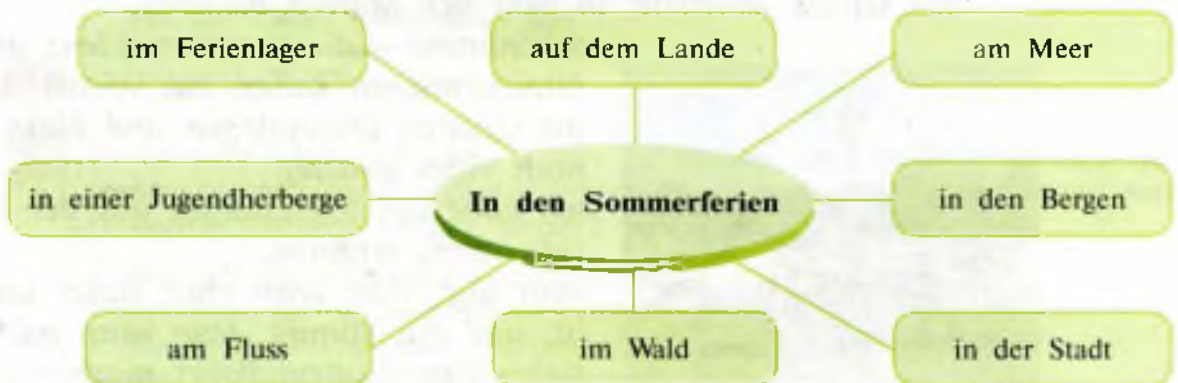 im Ferienlager
auf dem Lande
am Meer
in einer Jugendherberge
In den Sommerferien
in den Bergen
am Fluss
im Wald
in der Stadt